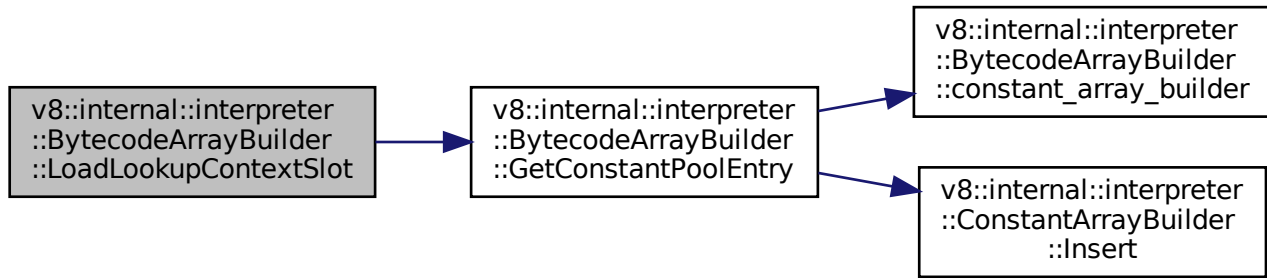 v8::internal::interpreter
::BytecodeArrayBuilder
::LoadLookupContextSlot
v8::internal::interpreter
::BytecodeArrayBuilder
::GetConstantPoolEntry
v8::internal::interpreter
::BytecodeArrayBuilder
::constant_array_builder
v8::internal::interpreter
::ConstantArrayBuilder
::Insert